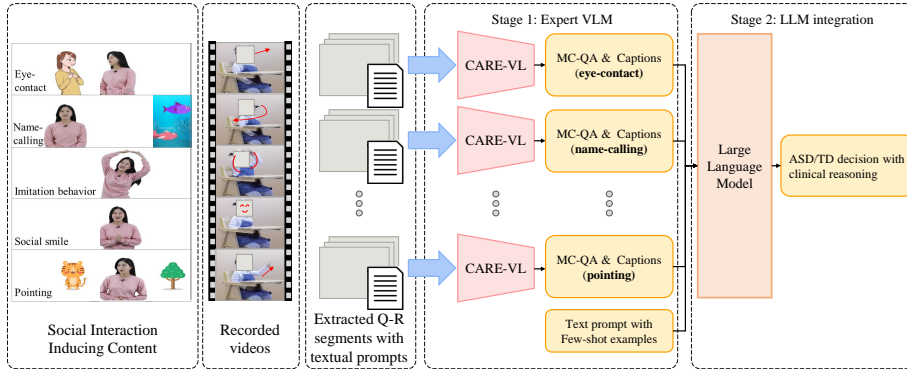 Eye-
contact
Name-
calling
Imitation behavior
Social smile
Pointing
Social Interaction
Inducing Content
Recorded
videos
Extracted Q-R
segments with
textual prompts
Stage 1: Expert VLM
CARE-VL
MC-QA & Captions
(eye-contact)
CARE-VL
MC-QA & Captions
(name-calling)
CARE-VL
MC-QA & Captions
(pointing)
Text prompt with
Few-shot examples
Stage 2: LLM integration
Large
Language
Model
ASD/TD decision with
clinical reasoning